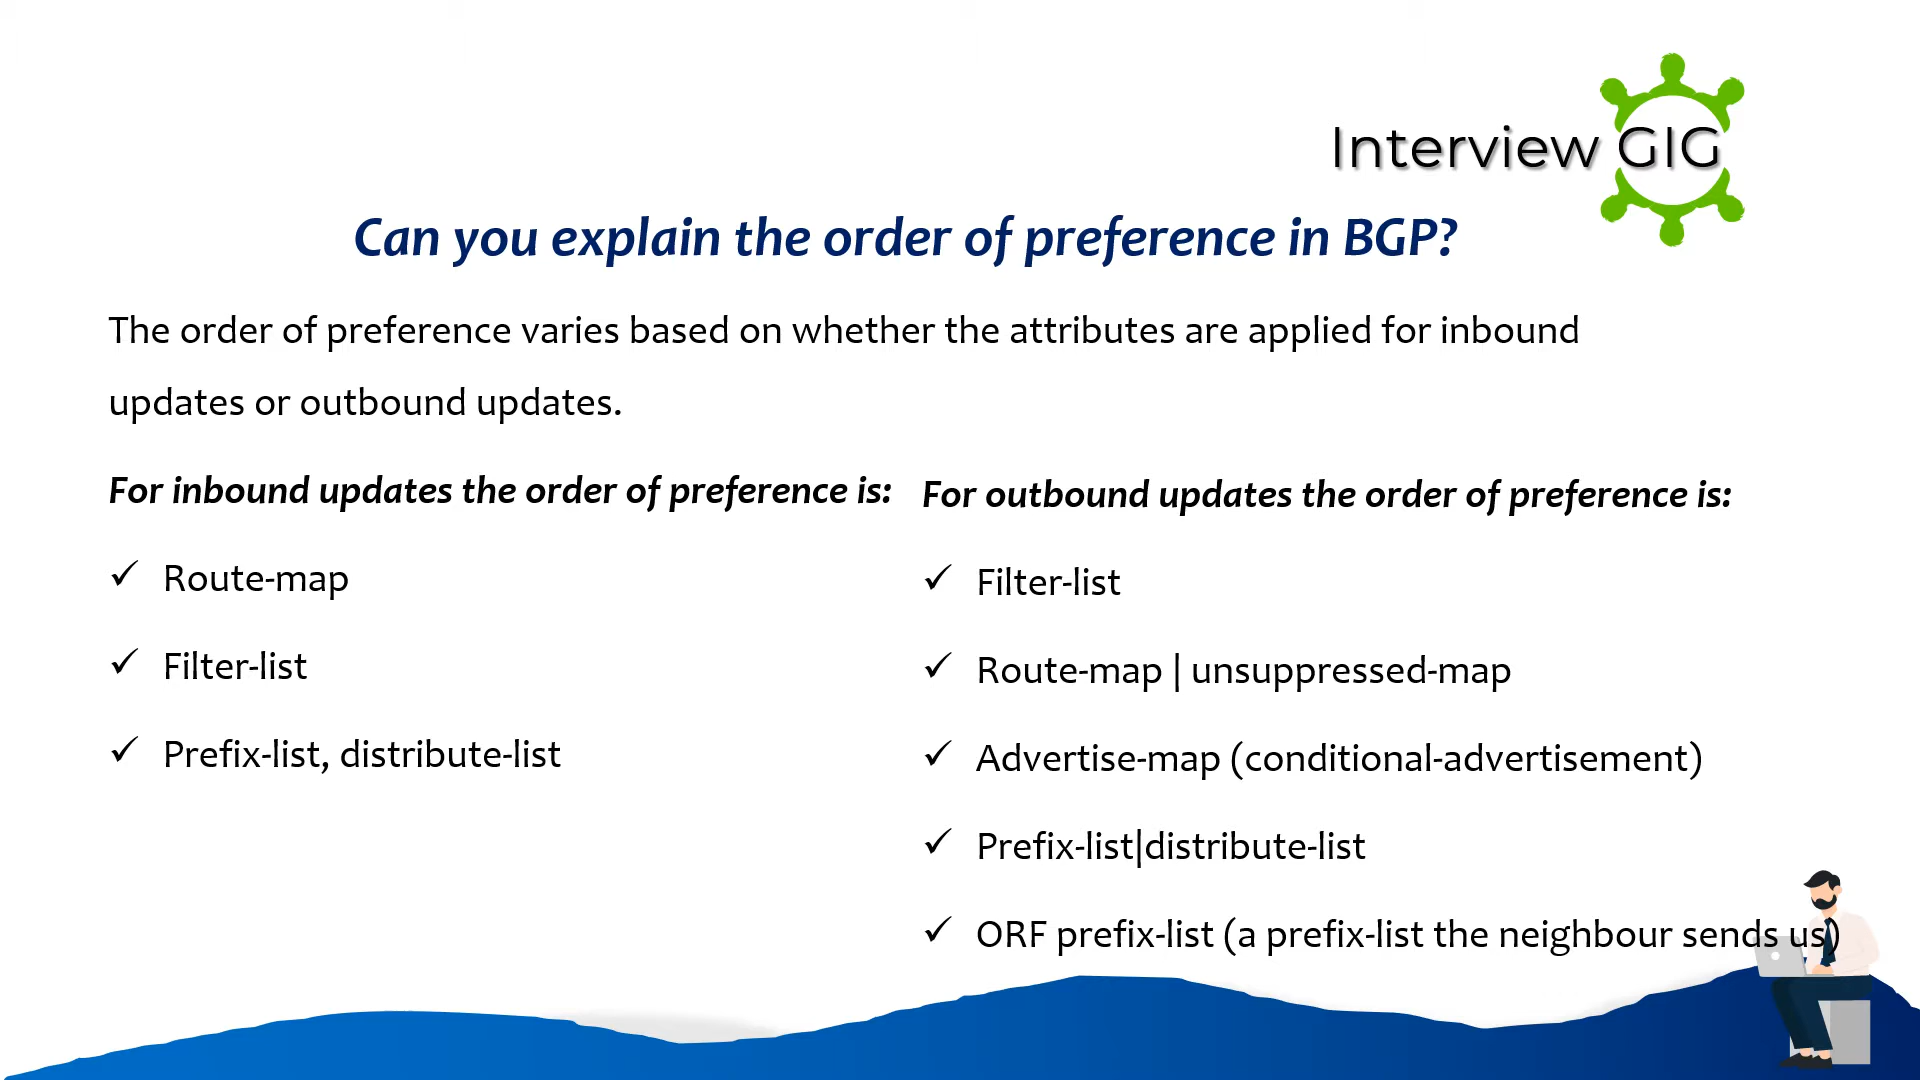 Interview GIG
Can you explain the order of preference in BGP?
The order of preference varies based on whether the attributes are applied for inbound
updates or outbound updates.
For inbound updates the order of preference is:
✓ Route-map
✓ Filter-list
✓ Prefix-list, distribute-list
For outbound updates the order of preference is:
✓ Filter-list
✓ Route-map | unsuppressed-map
✓ Advertise-map (conditional-advertisement)
✓ Prefix-list|distribute-list
✓ ORF prefix-list (a prefix-list the neighbour sends us)